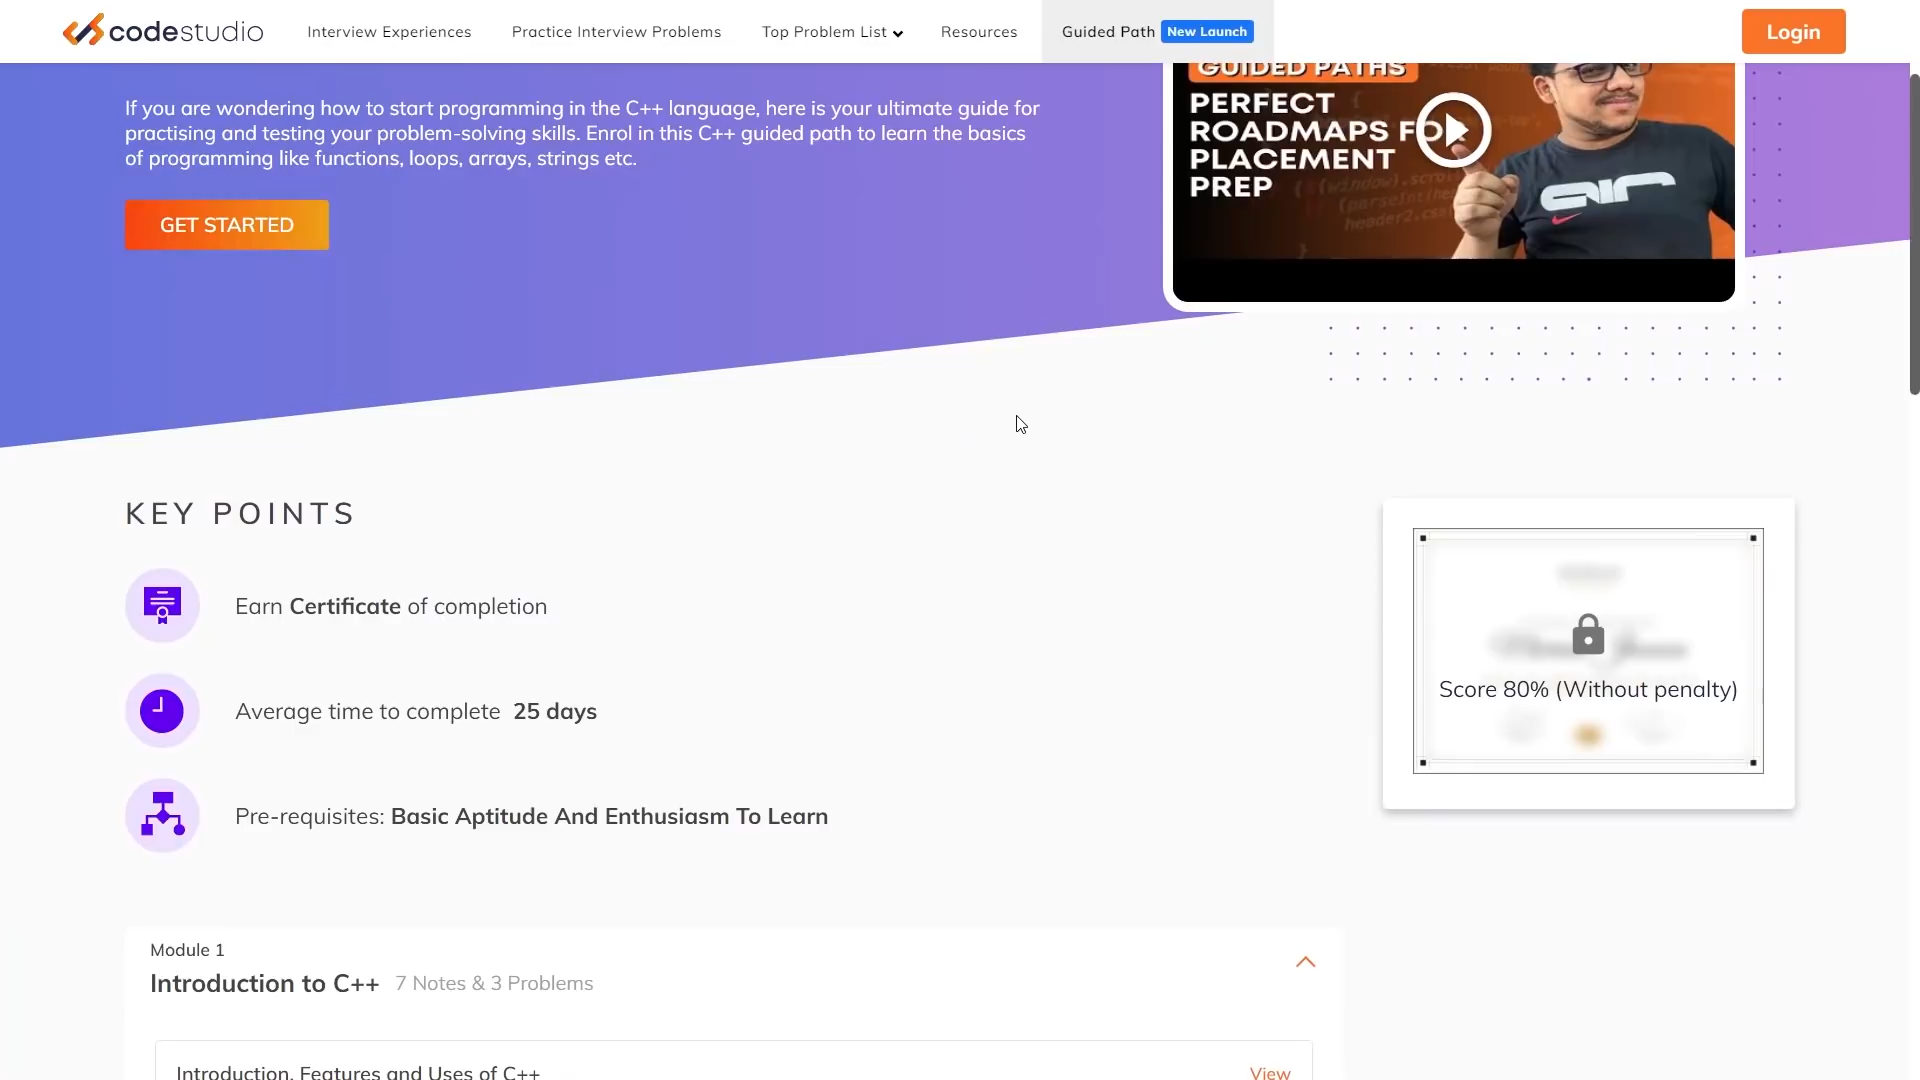 codestudio
Interview Experiences
Practice Interview Problems
Top Problem List
Resources
Guided Path New Launch
Login
If you are wondering how to start programming in the C++ language, here is your ultimate guide for
practising and testing your problem-solving skills. Enrol in this C++ guided path to learn the basics
of programming like functions, loops, arrays, strings etc.
GET STARTED
GUIDED PATHS
PERFECT
ROADMAPS FOR
PLACEMENT
PREP
KEY POINTS
Earn Certificate of completion
Average time to complete 25 days
Pre-requisites: Basic Aptitude And Enthusiasm To Learn
Score 80% (Without penalty)
Module 1
Introduction to C++ 7 Notes & 3 Problems
Introduction, Features and Uses of C++
View